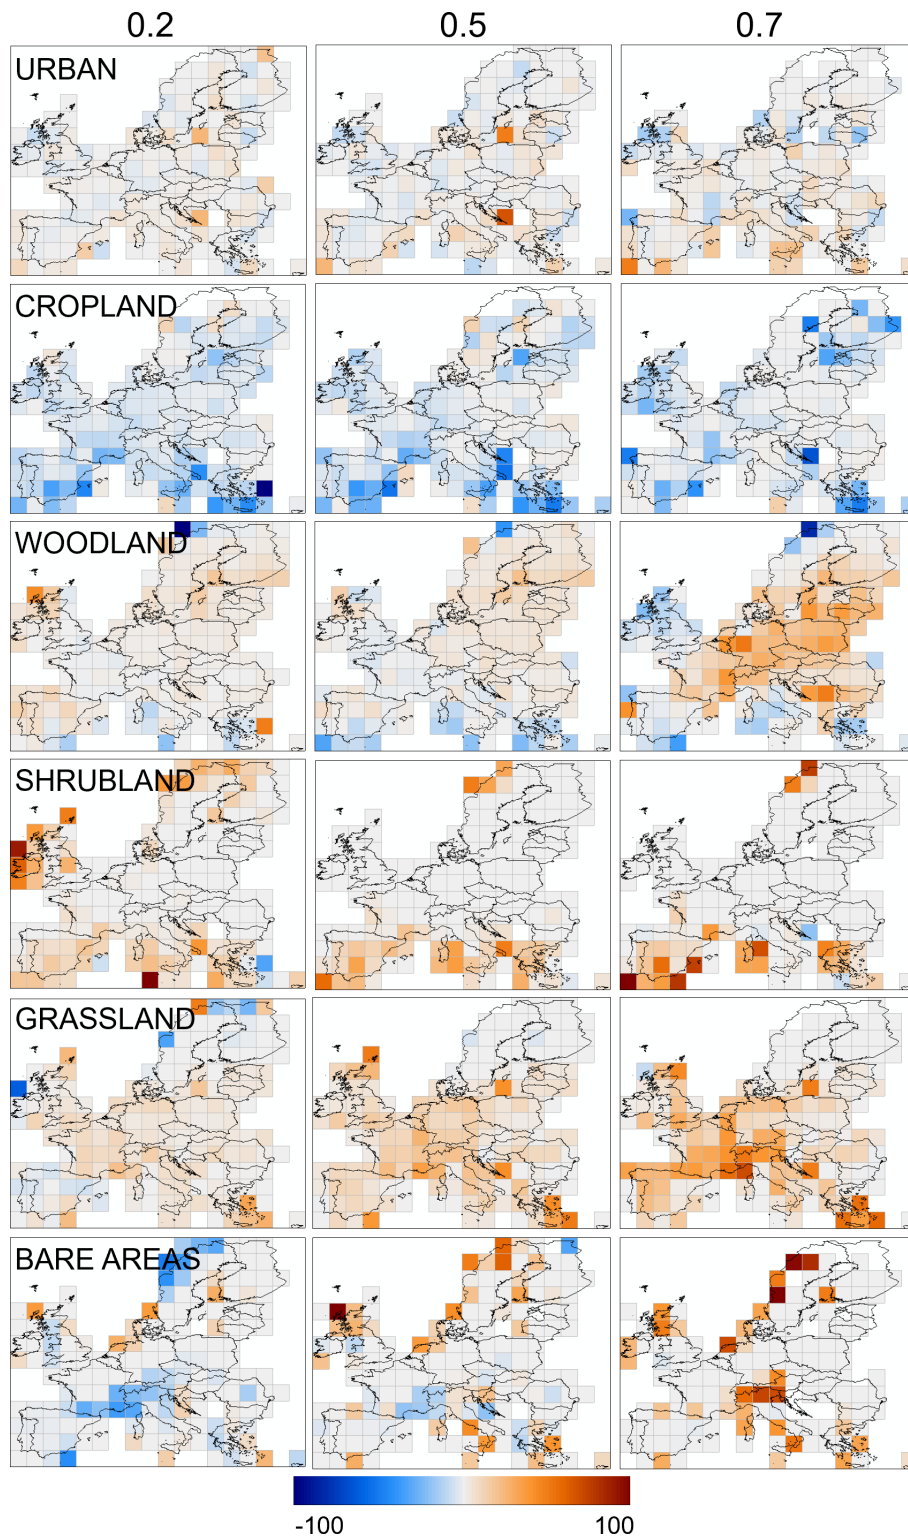 0.2 0.5 0.7
URBAN
CROPLAND
WOODLAND
SHRUBLAND
GRASSLAND
BARE AREAS
-100 100